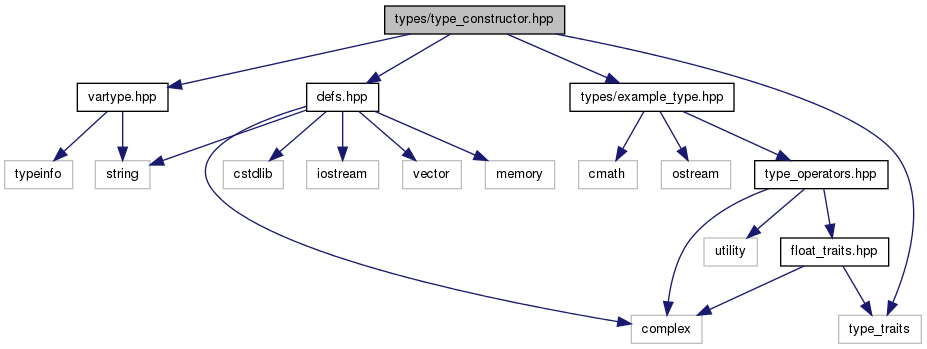 types/type_constructor.hpp
vartype.hpp
defs.hpp
types/example_type.hpp
typeinfo
string
cstdlib
iostream
vector
memory
cmath
ostream
type_operators.hpp
utility
float_traits.hpp
complex
type_traits